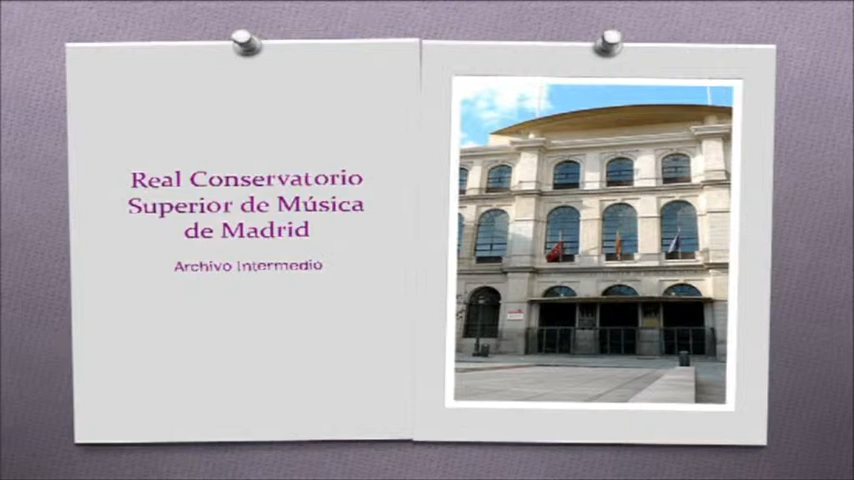 Real Conservatorio
Superior de Música
de Madrid
Archivo Intermedio